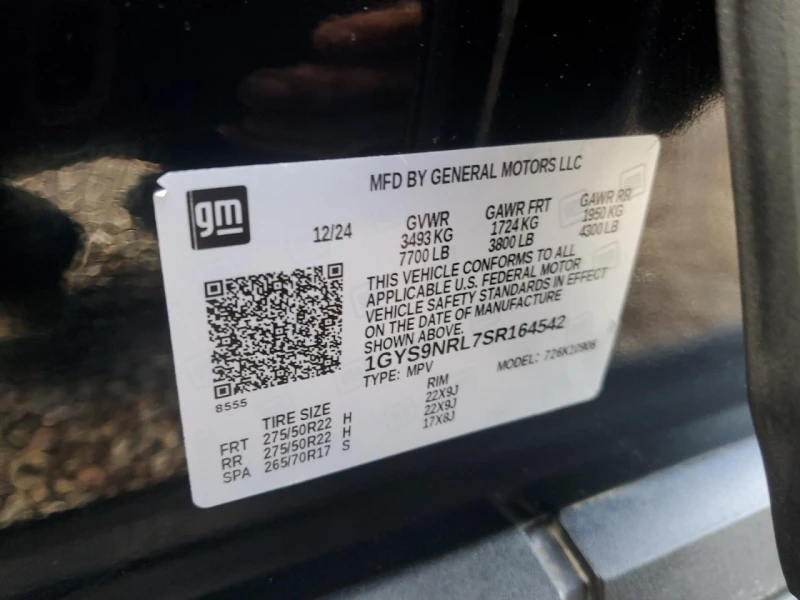 gm
MFD BY GENERAL MOTORS LLC
12/24
GVWR
3493 KG
7700 LB
GAWR FRT
1724 KG
3800 LB
GAWR RR
1950 KG
4300 LB
THIS VEHICLE CONFORMS TO ALL
APPLICABLE U.S. FEDERAL MOTOR
VEHICLE SAFETY STANDARDS IN EFFECT
ON THE DATE OF MANUFACTURE
SHOWN ABOVE.
1GYS9NRL7SR164542
TYPE: MPV
MODEL: 726K10906
8555
TIRE SIZE RIM
FRT 275/50R22 H 22X9J
RR 275/50R22 H 22X9J
SPA 265/70R17 S 17X8J